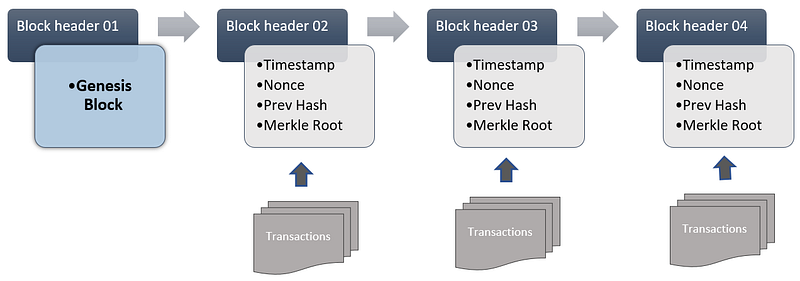 Block header 01
•Genesis
Block
Block header 02
•Timestamp
•Nonce
•Prev Hash
•Merkle Root
Transactions
Block header 03
•Timestamp
•Nonce
•Prev Hash
•Merkle Root
Transactions
Block header 04
•Timestamp
•Nonce
•Prev Hash
•Merkle Root
Transactions